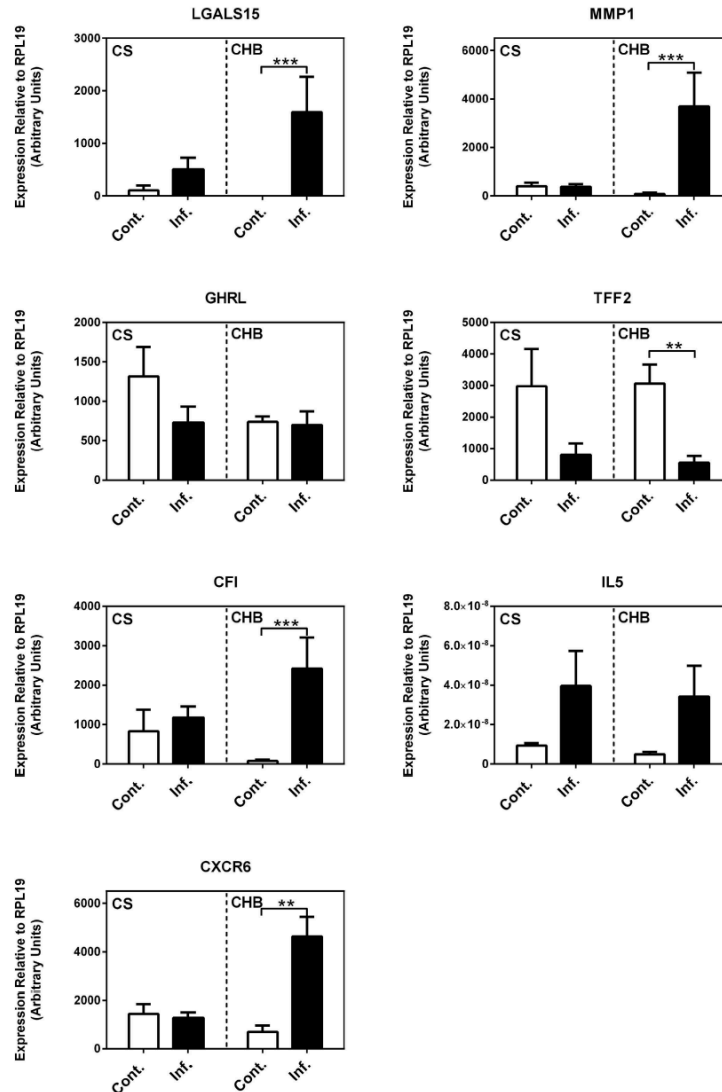 LGALS15
Expression Relative to RPL19
(Arbitrary Units)
3000
2000
1000
0
CS
CHB
***
Cont.
Inf.
Cont.
Inf.
MMP1
Expression Relative to RPL19
(Arbitrary Units)
6000
4000
2000
0
CS
CHB
***
Cont.
Inf.
Cont.
Inf.
GHRL
Expression Relative to RPL19
(Arbitrary Units)
2000
1500
1000
500
0
CS
CHB
Cont.
Inf.
Cont.
Inf.
TFF2
Expression Relative to RPL19
(Arbitrary Units)
5000
4000
3000
2000
1000
0
CS
CHB
**
Cont.
Inf.
Cont.
Inf.
CFI
Expression Relative to RPL19
(Arbitrary Units)
4000
3000
2000
1000
0
CS
CHB
***
Cont.
Inf.
Cont.
Inf.
IL5
Expression Relative to RPL19
(Arbitrary Units)
8.0×10⁻⁸
6.0×10⁻⁸
4.0×10⁻⁸
2.0×10⁻⁸
0
CS
CHB
Cont.
Inf.
Cont.
Inf.
CXCR6
Expression Relative to RPL19
(Arbitrary Units)
6000
4000
2000
0
CS
CHB
**
Cont.
Inf.
Cont.
Inf.